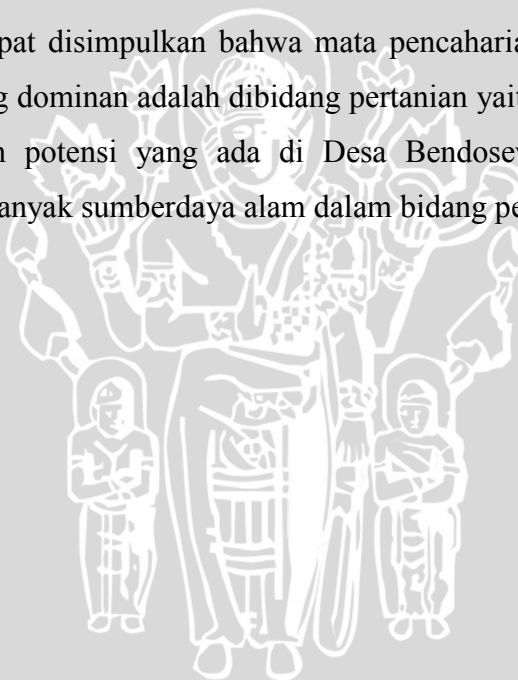 pat disimpulkan bahwa mata pencaharia
g dominan adalah dibidang pertanian yait
n potensi yang ada di Desa Bendosew
anyak sumberdaya alam dalam bidang pe